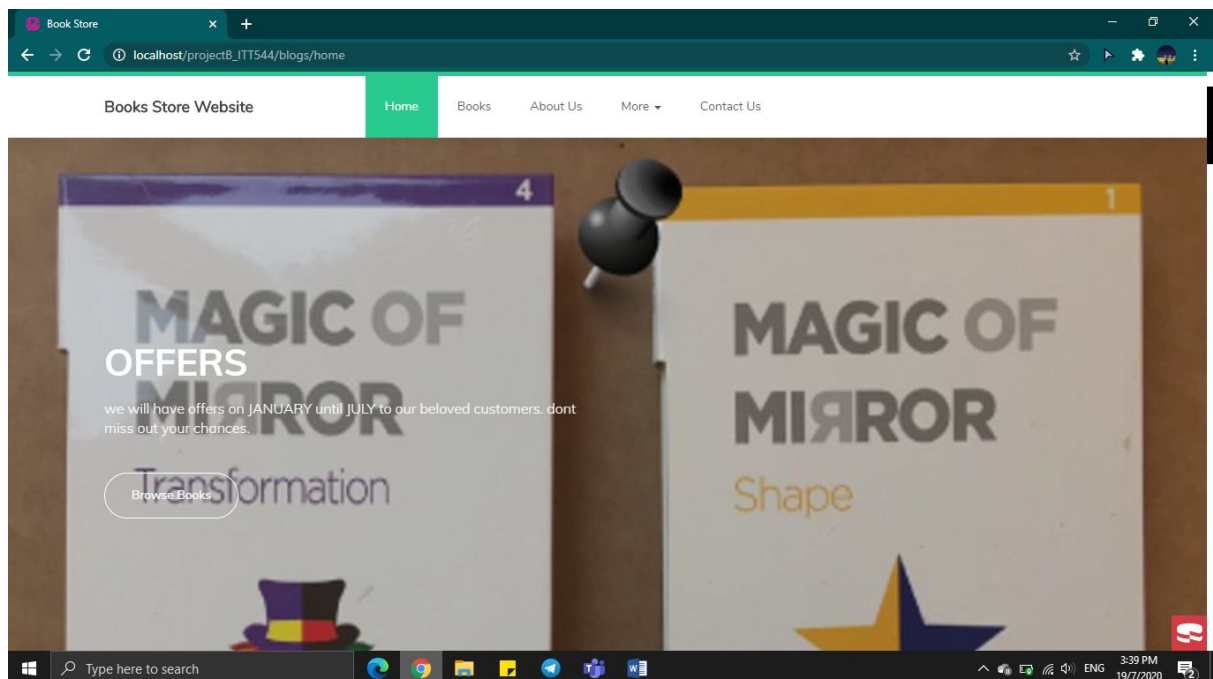 Book Store
localhost/projectB_ITT544/blogs/home
Books Store Website
Home
Books
About Us
More
Contact Us
4
MAGIC OF
MIRROR
Transformation
1
MAGIC OF
MIRROR
Shape
OFFERS
we will have offers on JANUARY until JULY to our beloved customers. dont
miss out your chances.
Browse Books
Type here to search
ENG
3:39 PM
19/7/2020
2